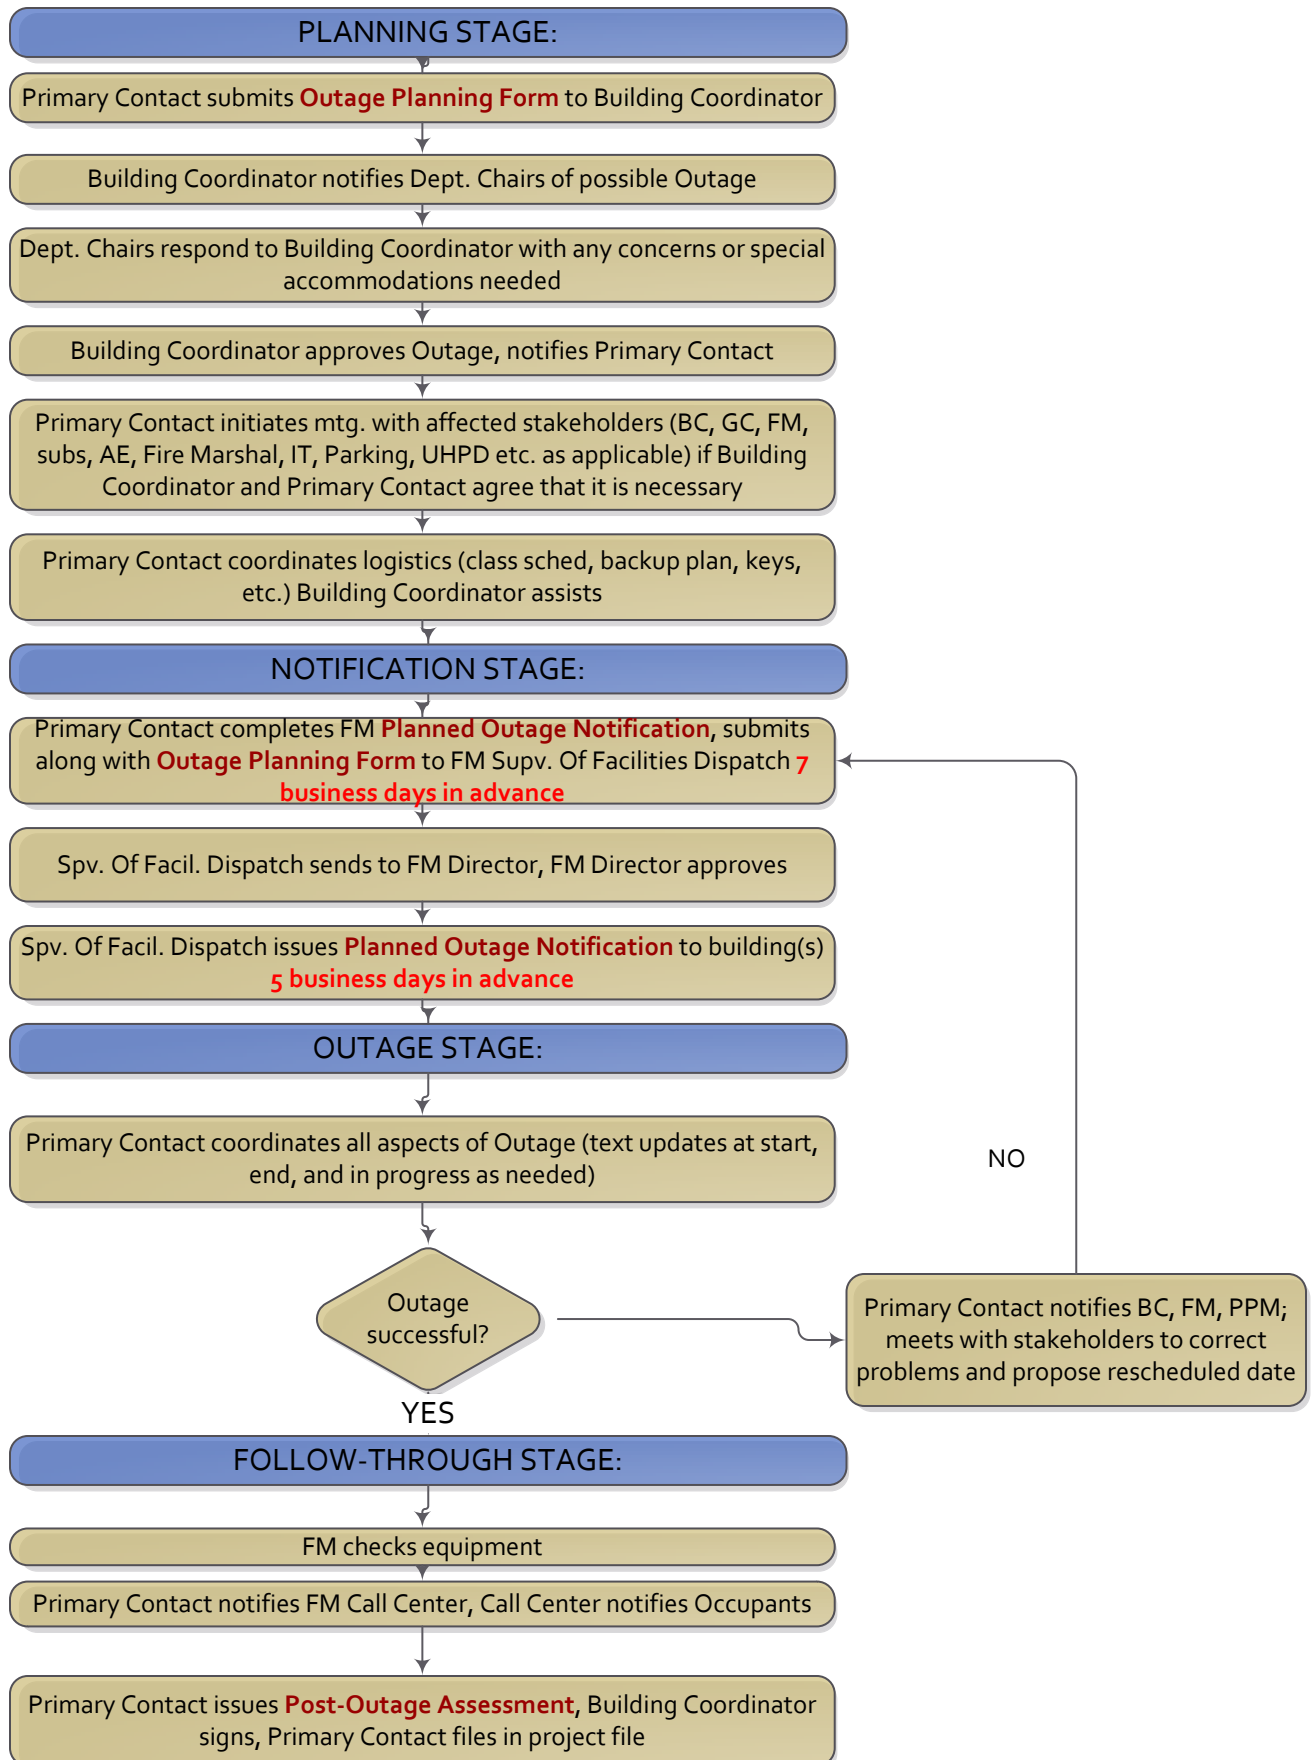 PLANNING STAGE:
Primary Contact submits Outage Planning Form to Building Coordinator
Building Coordinator notifies Dept. Chairs of possible Outage
Dept. Chairs respond to Building Coordinator with any concerns or special
accommodations needed
Building Coordinator approves Outage, notifies Primary Contact
Primary Contact initiates mtg. with affected stakeholders (BC, GC, FM,
subs, AE, Fire Marshal, IT, Parking, UHPD etc. as applicable) if Building
Coordinator and Primary Contact agree that it is necessary
Primary Contact coordinates logistics (class sched, backup plan, keys,
etc.) Building Coordinator assists
NOTIFICATION STAGE:
Primary Contact completes FM Planned Outage Notification, submits
along with Outage Planning Form to FM Supv. Of Facilities Dispatch 7
business days in advance
Spv. Of Facil. Dispatch sends to FM Director, FM Director approves
Spv. Of Facil. Dispatch issues Planned Outage Notification to building(s)
5 business days in advance
OUTAGE STAGE:
Primary Contact coordinates all aspects of Outage (text updates at start,
end, and in progress as needed)
NO
Outage
successful?
Primary Contact notifies BC, FM, PPM;
meets with stakeholders to correct
problems and propose rescheduled date
YES
FOLLOW-THROUGH STAGE:
FM checks equipment
Primary Contact notifies FM Call Center, Call Center notifies Occupants
Primary Contact issues Post-Outage Assessment, Building Coordinator
signs, Primary Contact files in project file